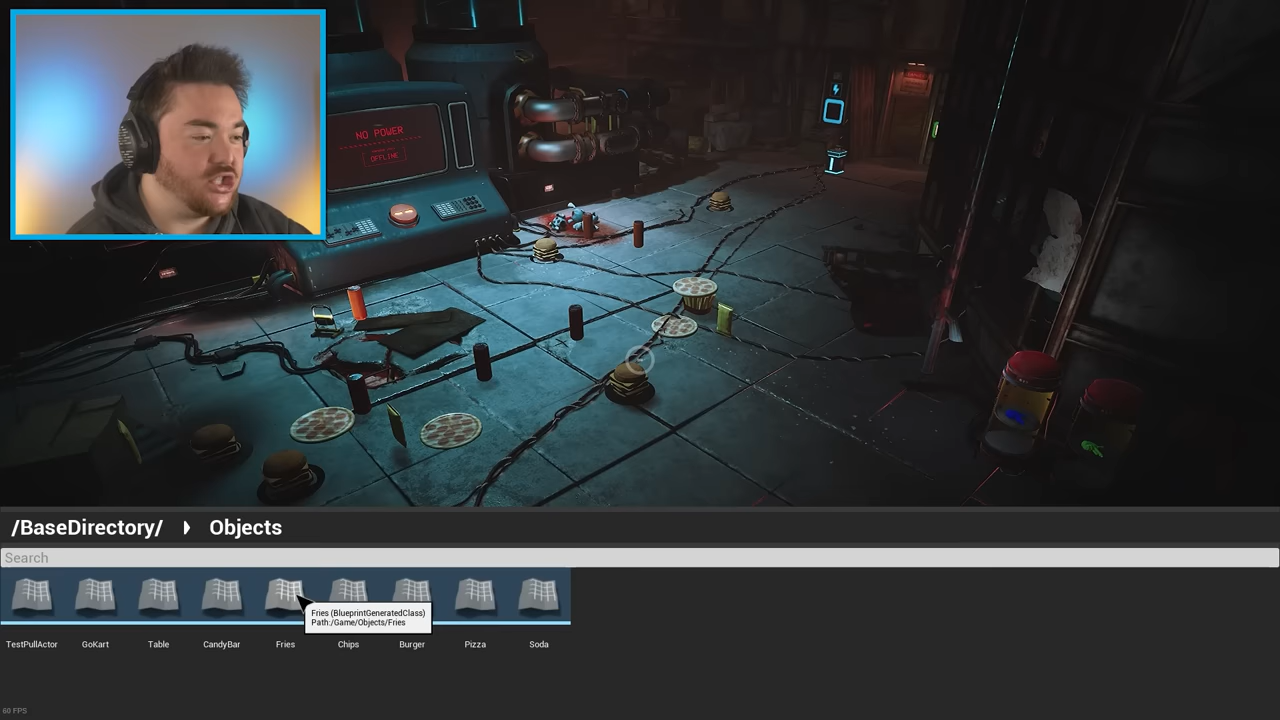 NO POWER
OFFLINE
/BaseDirectory/
Objects
Search
Fries (BlueprintGeneratedClass)
Path:/Game/Objects/Fries
TestPullActor
GoKart
Table
CandyBar
Fries
Chips
Burger
Pizza
Soda
60 FPS